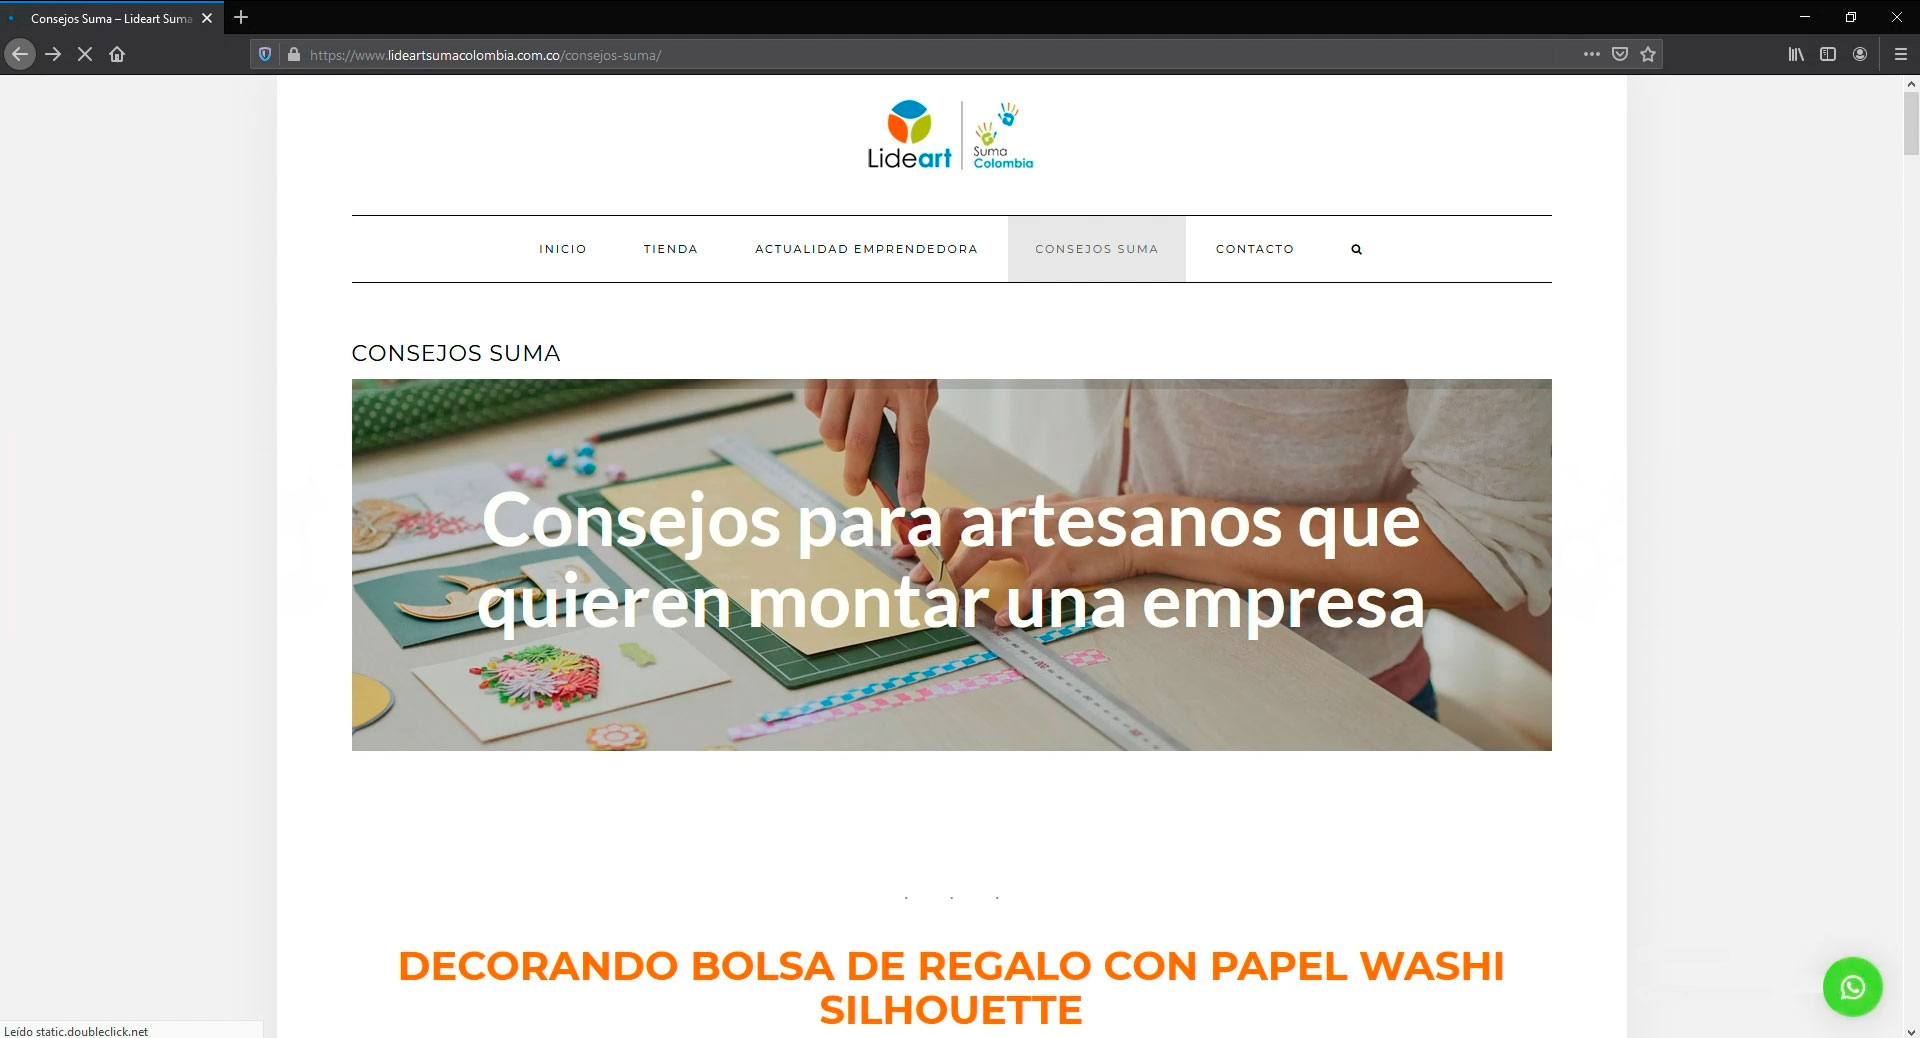 Consejos Suma – Lideart Suma
https://www.lideartsumacolombia.com.co/consejos-suma/
Lideart
Suma
Colombia
INICIO
TIENDA
ACTUALIDAD EMPRENDEDORA
CONSEJOS SUMA
CONTACTO
CONSEJOS SUMA
Consejos para artesanos que
quieren montar una empresa
DECORANDO BOLSA DE REGALO CON PAPEL WASHI
SILHOUETTE
Leído static.doubleclick.net